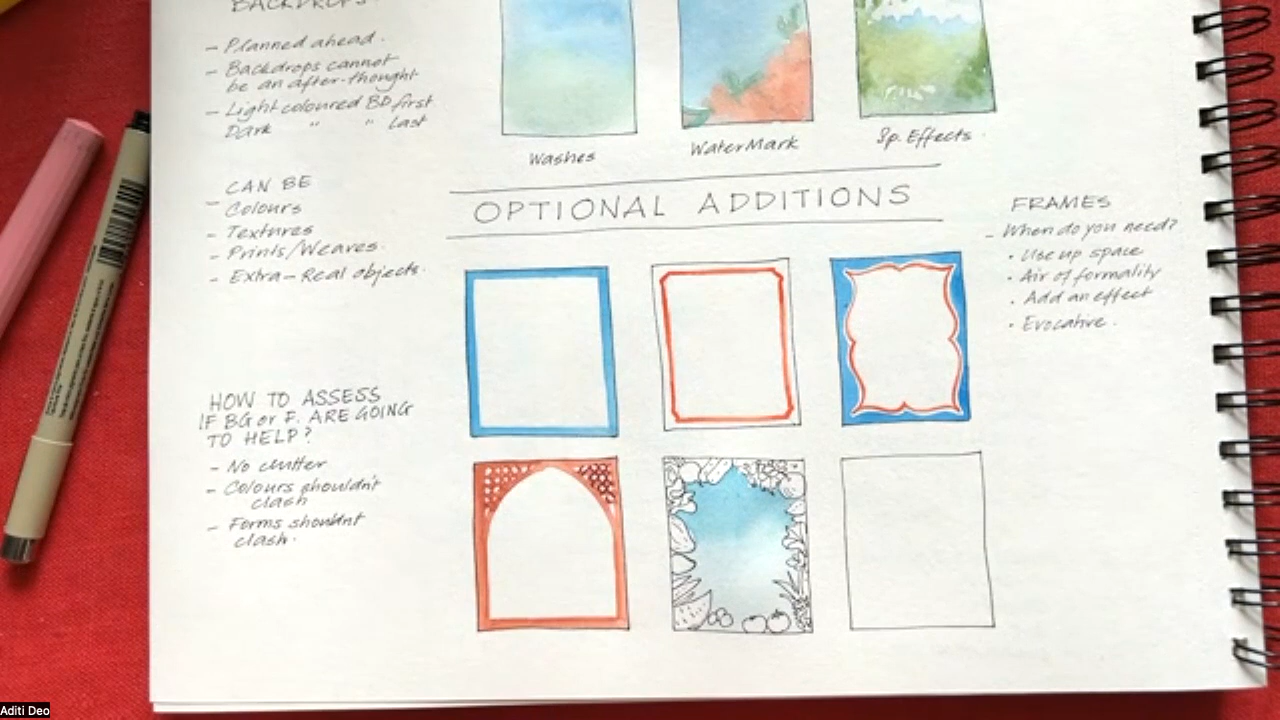 BACKDROPS.
- Planned ahead.
- Backdrops cannot
be an after-thought
- Light coloured BD first
Dark " " Last
Washes
WaterMark
Sp. Effects.
- CAN BE
- Colours
- Textures
- Prints/Weaves.
- Extra-Real objects.
OPTIONAL ADDITIONS
FRAMES
- When do you need?
• Use up space
• Air of formality
• Add an effect
• Evocative.
HOW TO ASSESS
IF BG or F. ARE GOING
TO HELP?
- No clutter
- Colours shouldn't
clash
- Forms shouldnt
clash.
Aditi Deo